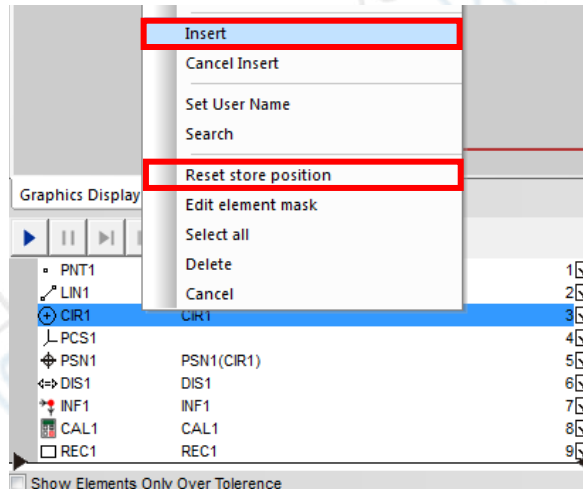 Insert
Cancel Insert
Set User Name
Search
Reset store position
Graphics Display
Edit element mask
Select all
Delete
Cancel
PNT1 1
LIN1 2
CIR1 CIR1 3
PCS1 4
PSN1 PSN1(CIR1) 5
DIS1 DIS1 6
INF1 INF1 7
CAL1 CAL1 8
REC1 REC1 9
Show Elements Only Over Tolerence